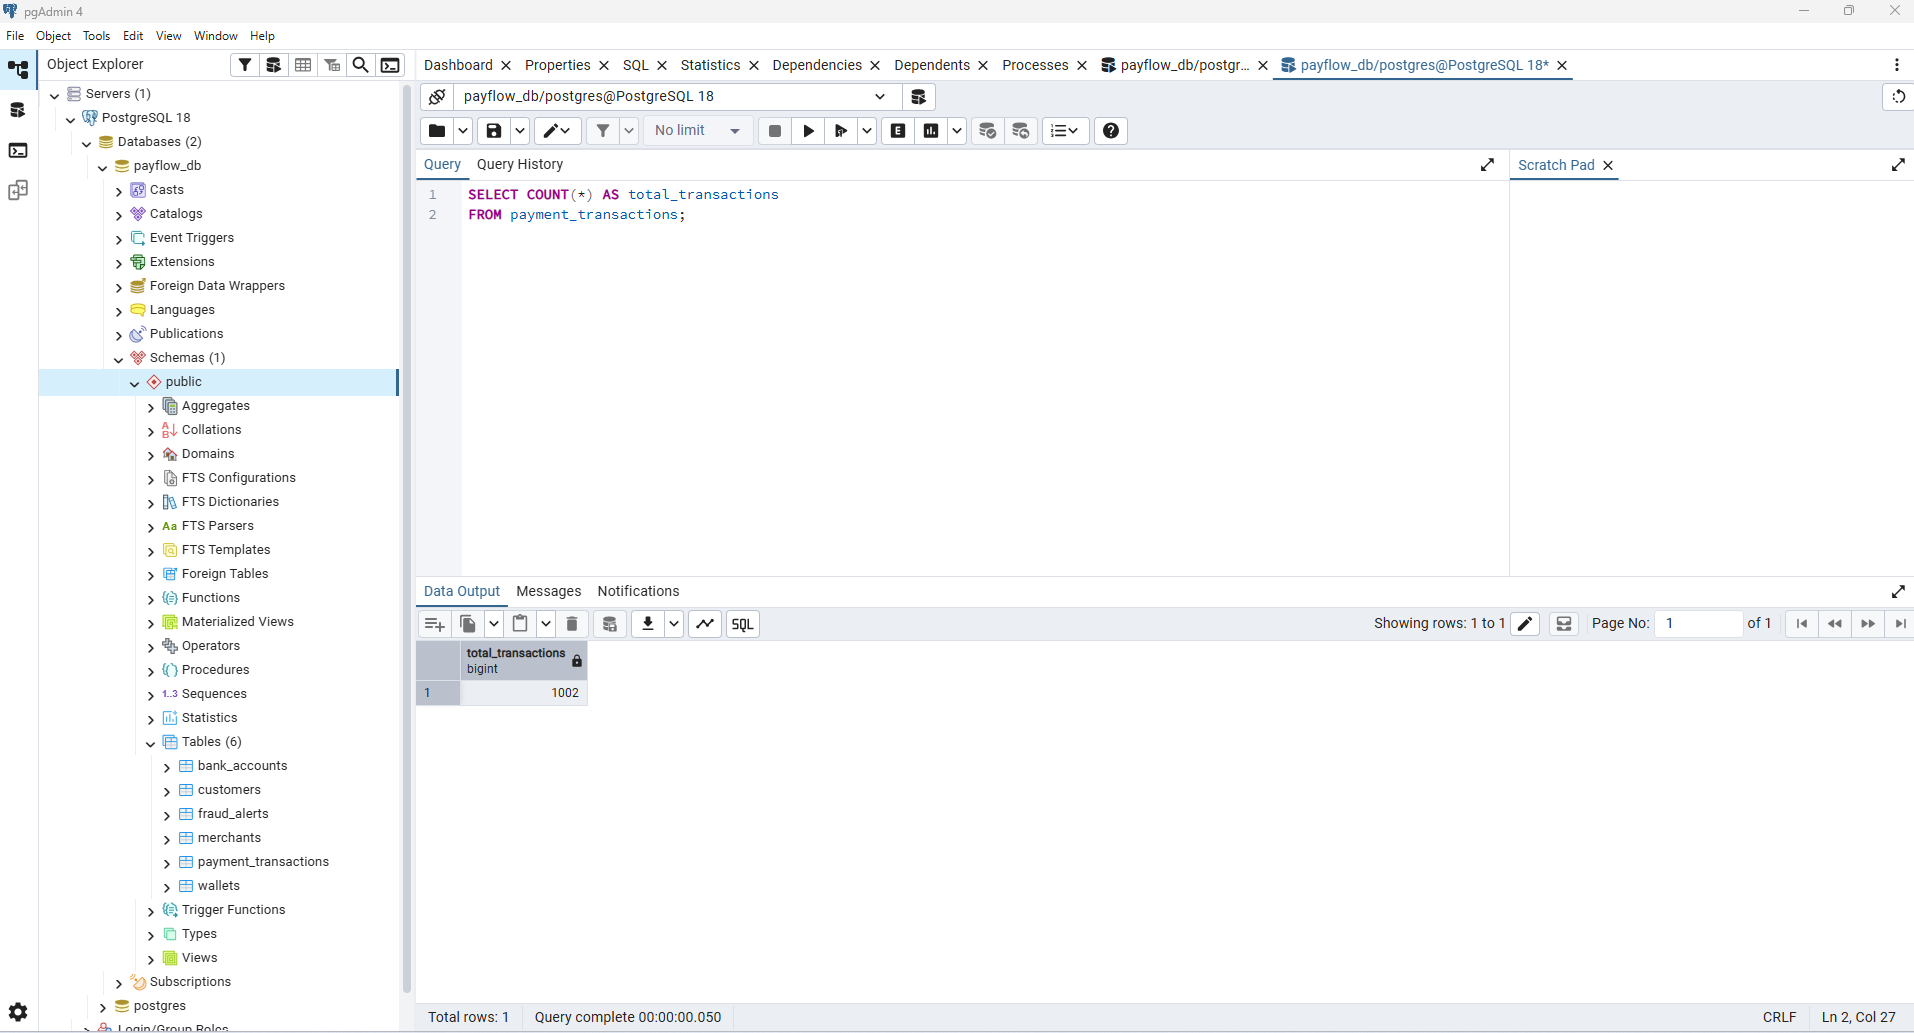 pgAdmin 4
File Object Tools Edit View Window Help
Object Explorer
Dashboard Properties SQL Statistics Dependencies Dependents Processes payflow_db/postgr... payflow_db/postgres@PostgreSQL 18*
payflow_db/postgres@PostgreSQL 18
No limit
E
Query Query History
Scratch Pad
1 SELECT COUNT(*) AS total_transactions
2 FROM payment_transactions;
Servers (1)
PostgreSQL 18
Databases (2)
payflow_db
Casts
Catalogs
Event Triggers
Extensions
Foreign Data Wrappers
Languages
Publications
Schemas (1)
public
Aggregates
Collations
Domains
FTS Configurations
FTS Dictionaries
Aa FTS Parsers
FTS Templates
Foreign Tables
Functions
Materialized Views
Operators
Procedures
1..3 Sequences
Statistics
Tables (6)
bank_accounts
customers
fraud_alerts
merchants
payment_transactions
wallets
Trigger Functions
Types
Views
Subscriptions
postgres
Login/Group Roles
Data Output Messages Notifications
SQL
Showing rows: 1 to 1
Page No: 1 of 1
total_transactions
bigint
1 1002
Total rows: 1 Query complete 00:00:00.050
CRLF Ln 2, Col 27